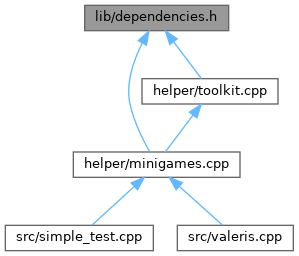 lib/dependencies.h
helper/toolkit.cpp
helper/minigames.cpp
src/simple_test.cpp
src/valeris.cpp